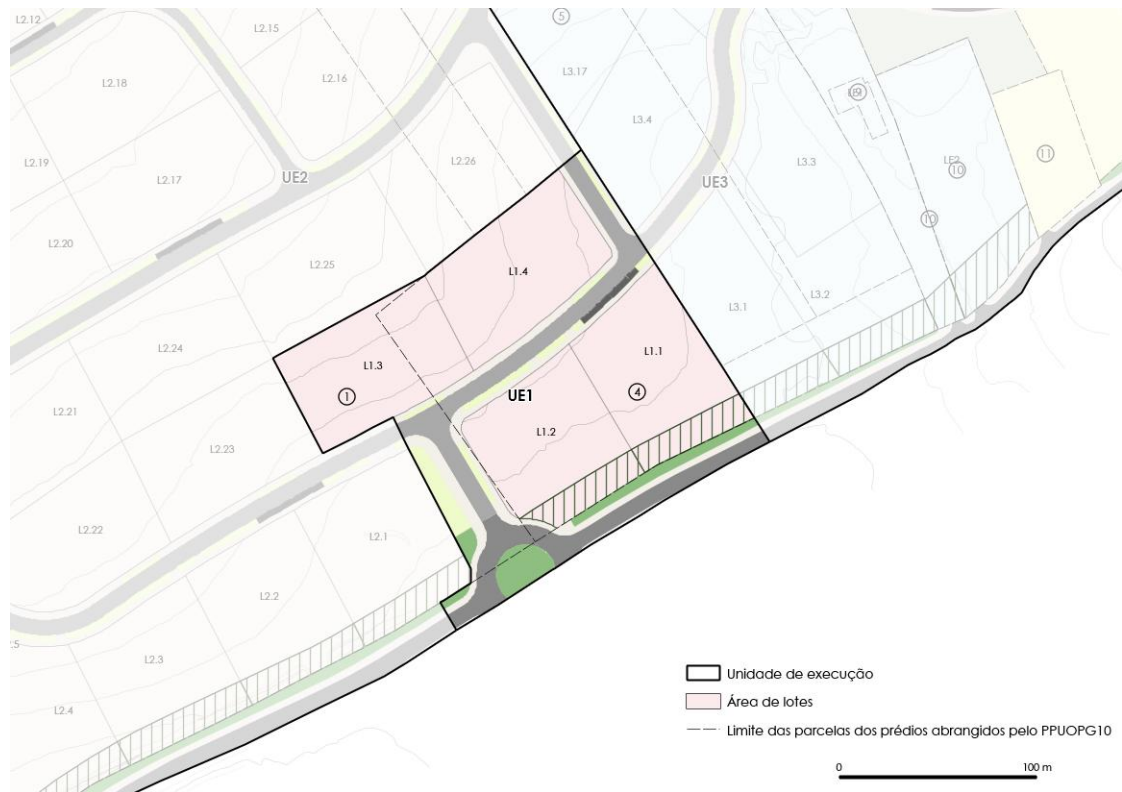 L2.12
L2.15
5
L2.18
L2.16
L3.17
L3.4
L2.19
L2.17
L2.26
UE2
L3.3
LE2
10
11
UE3
10
L2.20
L2.25
L1.4
L3.1
L3.2
L2.24
L1.3
L1.1
1
UE1
4
L2.21
L1.2
L2.23
L2.22
L2.1
L2.2
L2.3
L2.4
Unidade de execução
Área de lotes
Limite das parcelas dos prédios abrangidos pelo PPUOPG10
0
100 m